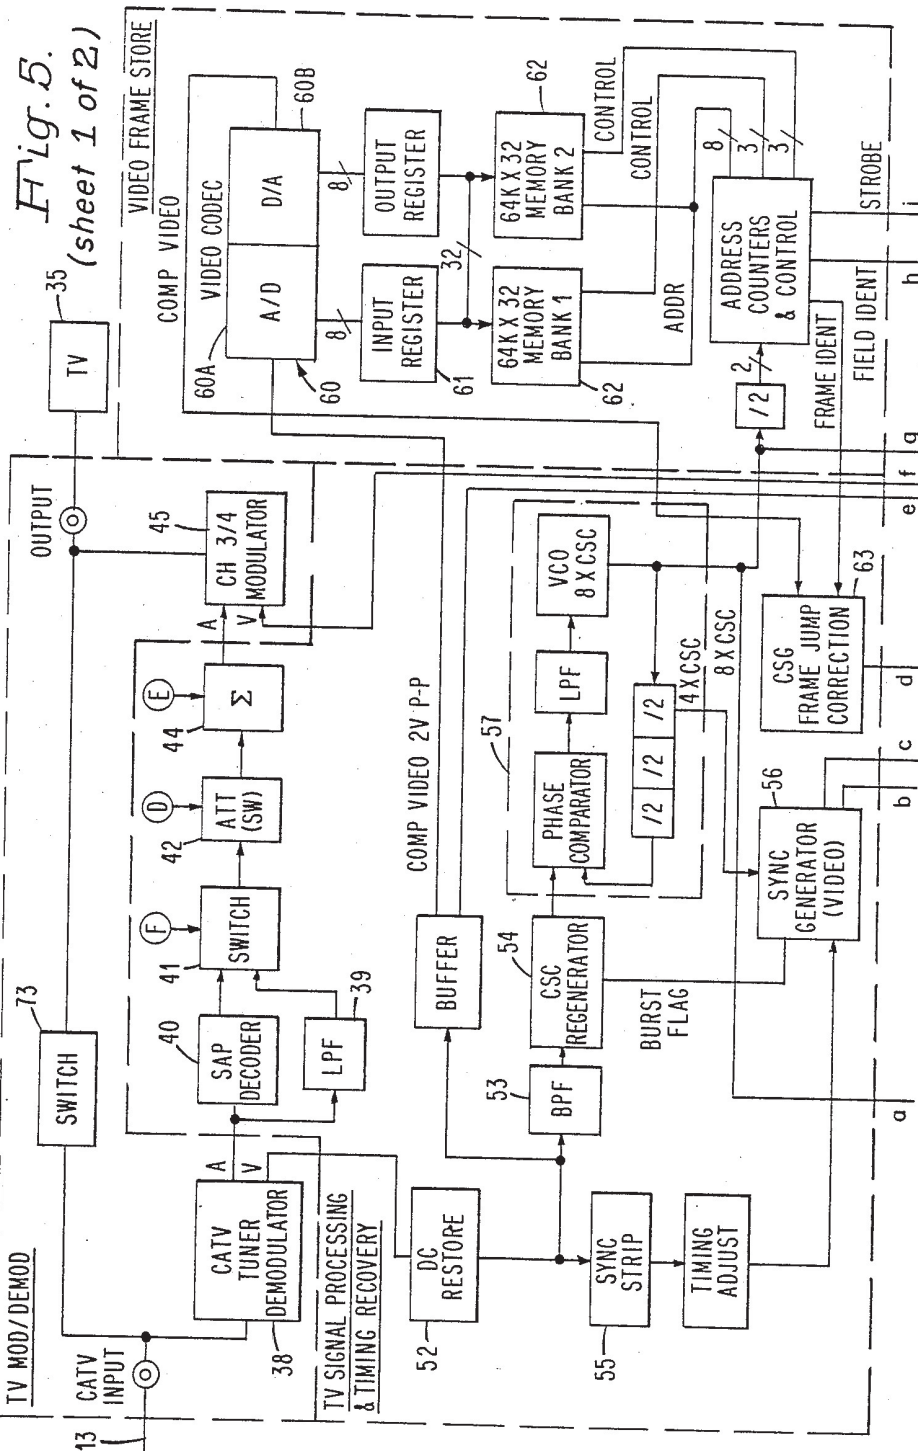 Fig. 5.
(sheet 1 of 2)
TV MOD/DEMOD
CATV
INPUT
13
SWITCH
73
OUTPUT
TV
35
CATV
TUNER
DEMODULATOR
38
A
V
SAP
DECODER
40
LPF
39
SWITCH
41
F
ATT
(SW)
42
D
Σ
44
E
A
V
CH 3/4
MODULATOR
45
TV SIGNAL PROCESSING
& TIMING RECOVERY
DC
RESTORE
52
BUFFER
COMP VIDEO 2V P-P
BPF
53
CSC
REGENERATOR
54
BURST
FLAG
57
PHASE
COMPARATOR
LPF
VCO
8 X CSC
/2
/2
/2
4 X CSC
8 X CSC
SYNC
STRIP
55
TIMING
ADJUST
SYNC
GENERATOR
(VIDEO)
56
CSG
FRAME JUMP
CORRECTION
63
VIDEO FRAME STORE
COMP VIDEO
VIDEO CODEC
60A
A/D
D/A
60B
60
8
8
INPUT
REGISTER
61
OUTPUT
REGISTER
32
64K X 32
MEMORY
BANK 1
62
64K X 32
MEMORY
BANK 2
62
CONTROL
CONTROL
ADDR
8
3
3
/2
2
ADDRESS
COUNTERS
& CONTROL
FRAME IDENT
FIELD IDENT
STROBE
a
b
c
d
e
f
g
h
i